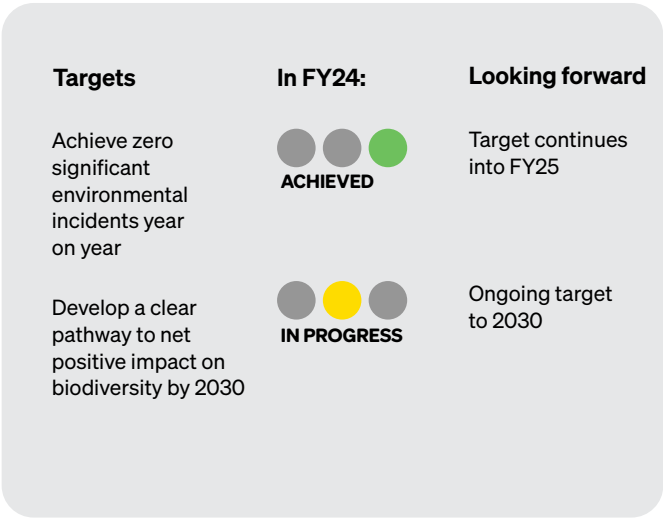 Targets
In FY24:
Looking forward
Achieve zero
significant
environmental
incidents year
on year
ACHIEVED
Target continues
into FY25
Develop a clear
pathway to net
positive impact on
biodiversity by 2030
IN PROGRESS
Ongoing target
to 2030